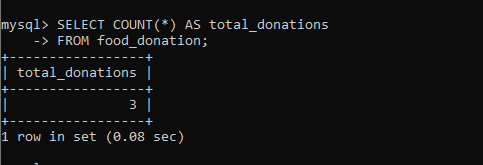 mysql> SELECT COUNT(*) AS total_donations
    -> FROM food_donation;
+-----------------+
| total_donations |
+-----------------+
|               3 |
+-----------------+
1 row in set (0.08 sec)